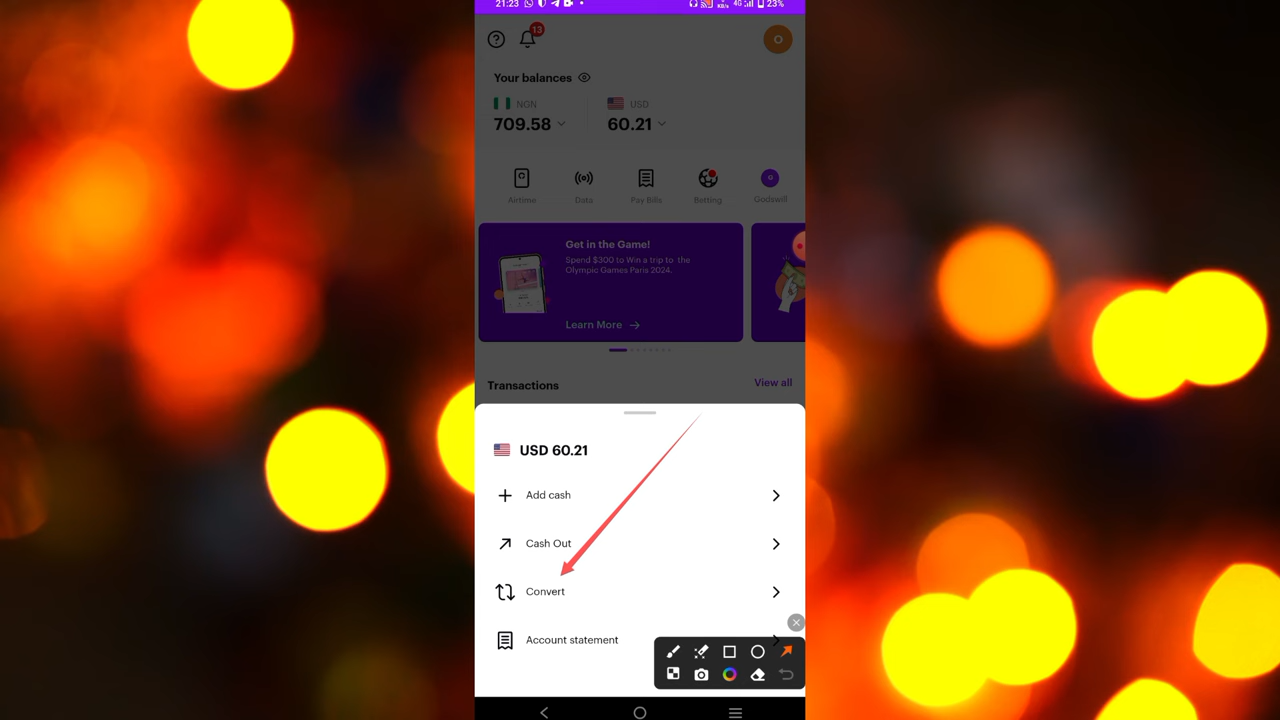 21:23 KB/s 4G 23%
13
O
Your balances
NGN USD
709.58 60.21
Airtime Data Pay Bills Betting Godswill
Get in the Game!
Spend $300 to Win a trip to the
Olympic Games Paris 2024.
Learn More
Transactions View all
USD 60.21
Add cash
Cash Out
Convert
Account statement